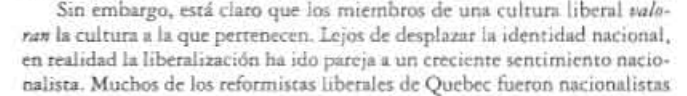 Sin embargo, está claro que los miembros de una cultura liberal valo-
ran la cultura a la que pertenecen. Lejos de desplazar la identidad nacional,
en realidad la liberalización ha ido pareja a un creciente sentimiento nacio-
nalista. Muchos de los reformistas liberales de Quebec fueron nacionalistas